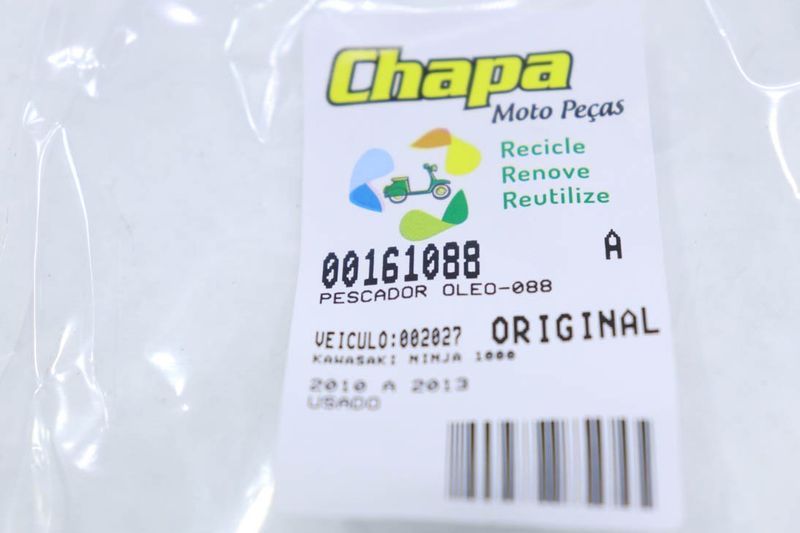 Chapa
Moto Peças
Recicle
Renove
Reutilize
A
00161088
PESCADOR OLEO-088
VEICULO:002027 ORIGINAL
KAWASAKI NINJA 1000
2010 A 2013
USADO